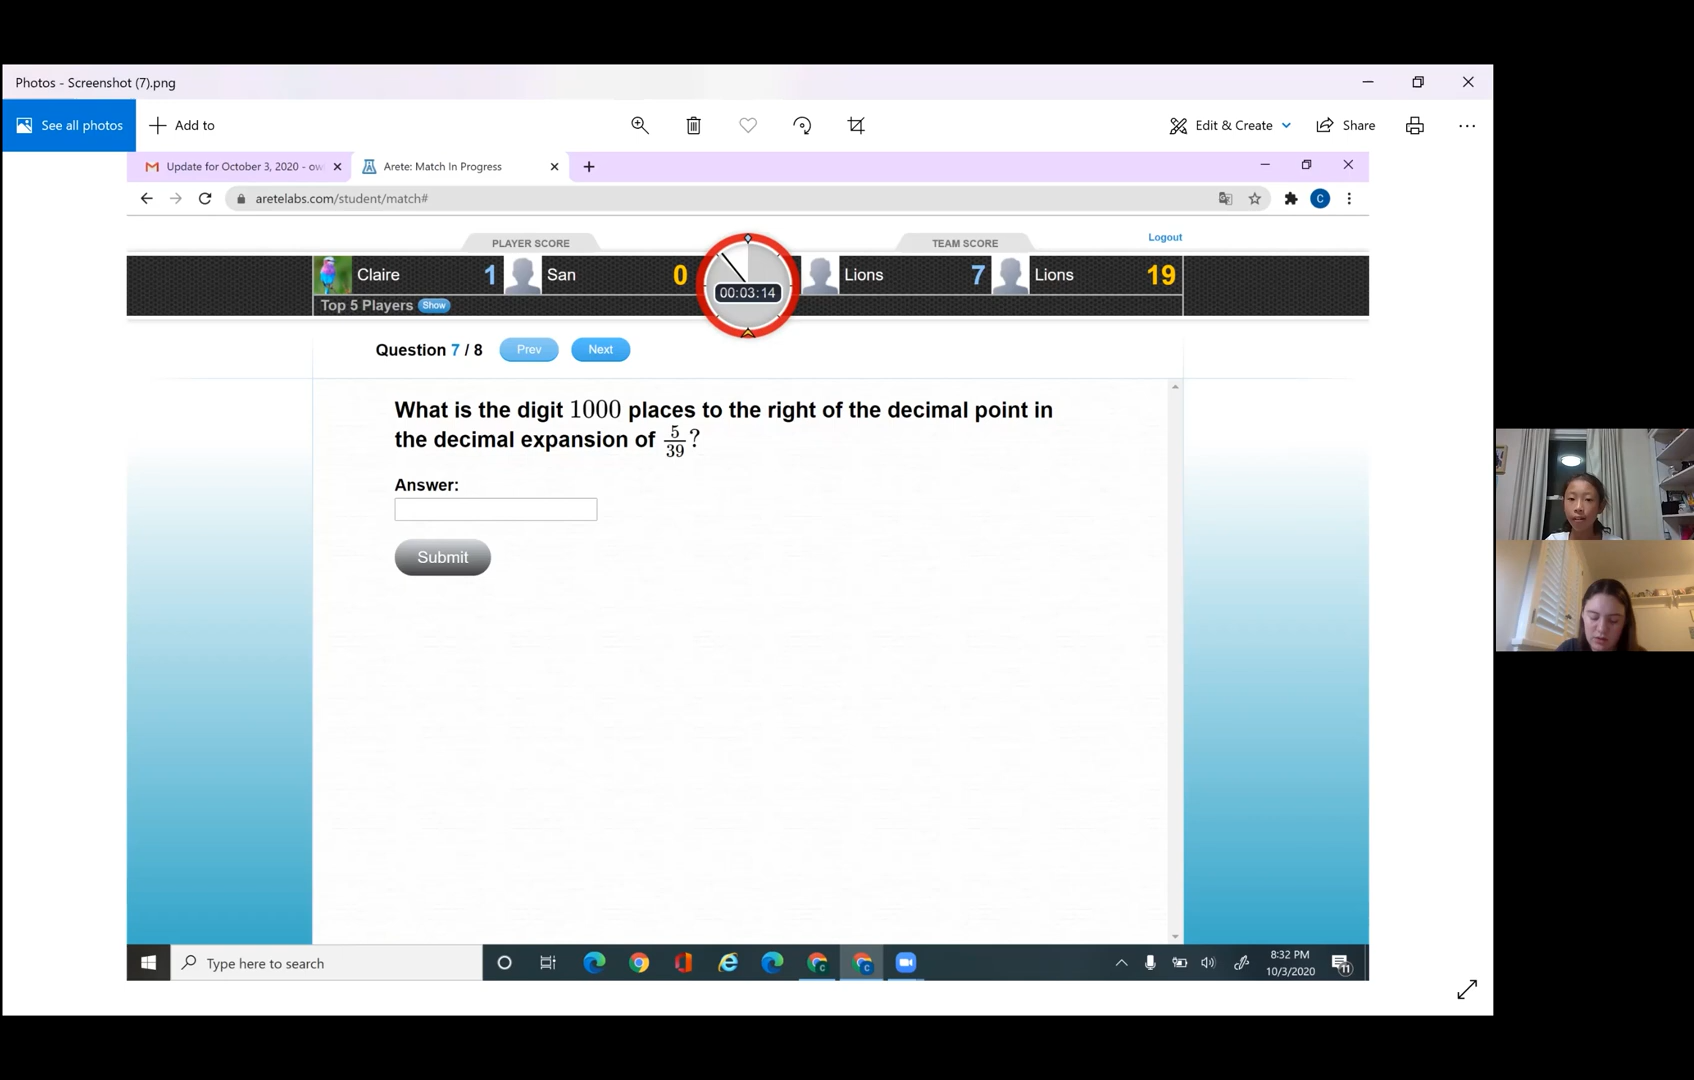 Photos - Screenshot (7).png
See all photos
Add to
Edit & Create
Share
Update for October 3, 2020 - ow
Arete: Match In Progress
aretelabs.com/student/match#
C
PLAYER SCORE
TEAM SCORE
Logout
Claire 1
San 0
00:03:14
Lions 7
Lions 19
Top 5 Players Show
Question 7 / 8
Prev
Next
What is the digit 1000 places to the right of the decimal point in
the decimal expansion of 5/39?
Answer:
Submit
Type here to search
8:32 PM
10/3/2020
11